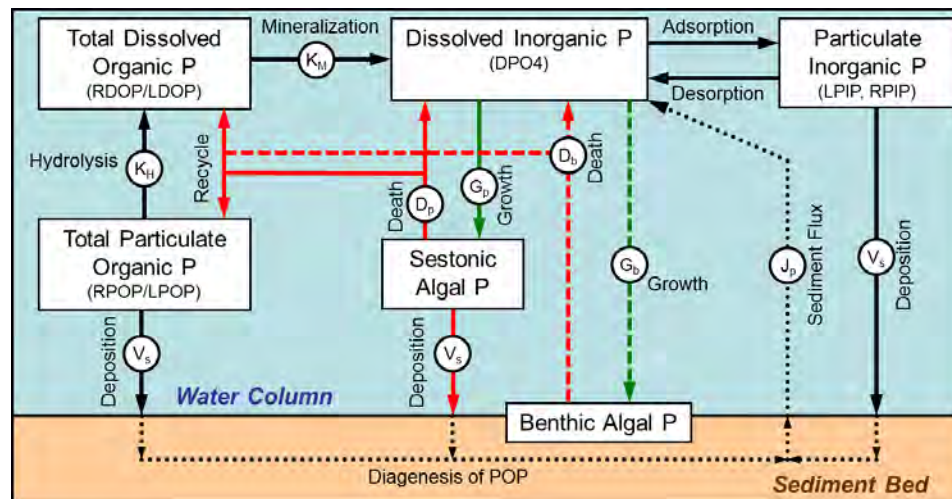 Total Dissolved
Organic P
(RDOP/LDOP)
Mineralization
K_M
Dissolved Inorganic P
(DPO4)
Adsorption
Desorption
Particulate
Inorganic P
(LPIP, RPIP)
Hydrolysis
K_H
Recycle
Death
D_p
G_p
Growth
D_b
Death
Total Particulate
Organic P
(RPOP/LPOP)
Sestonic
Algal P
G_b
Growth
J_p
Sediment Flux
V_s
Deposition
Deposition
V_s
Deposition
V_s
Water Column
Benthic Algal P
Diagenesis of POP
Sediment Bed